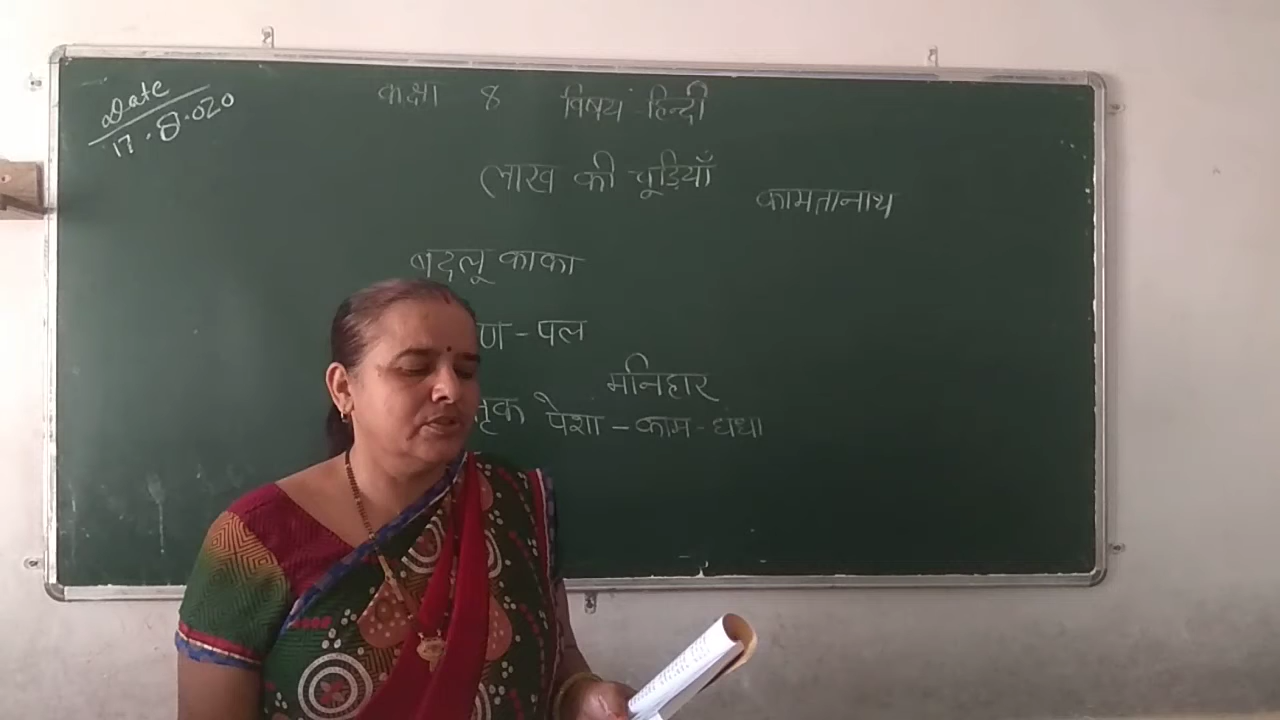 Date
17.8.020
कक्षा 8 विषय-हिन्दी
लाख की चूड़ियाँ
कामतानाथ
बदलू काका
पल
मनिहार
पेशा - काम-धंधा